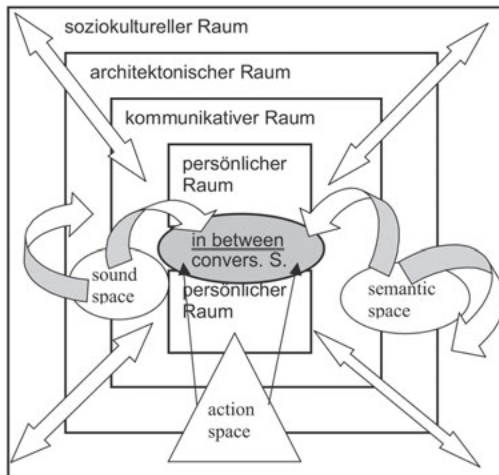 soziokultureller Raum
architektonischer Raum
kommunikativer Raum
persönlicher
Raum
in between
convers. S.
sound
space
persönlicher
Raum
semantic
space
action
space